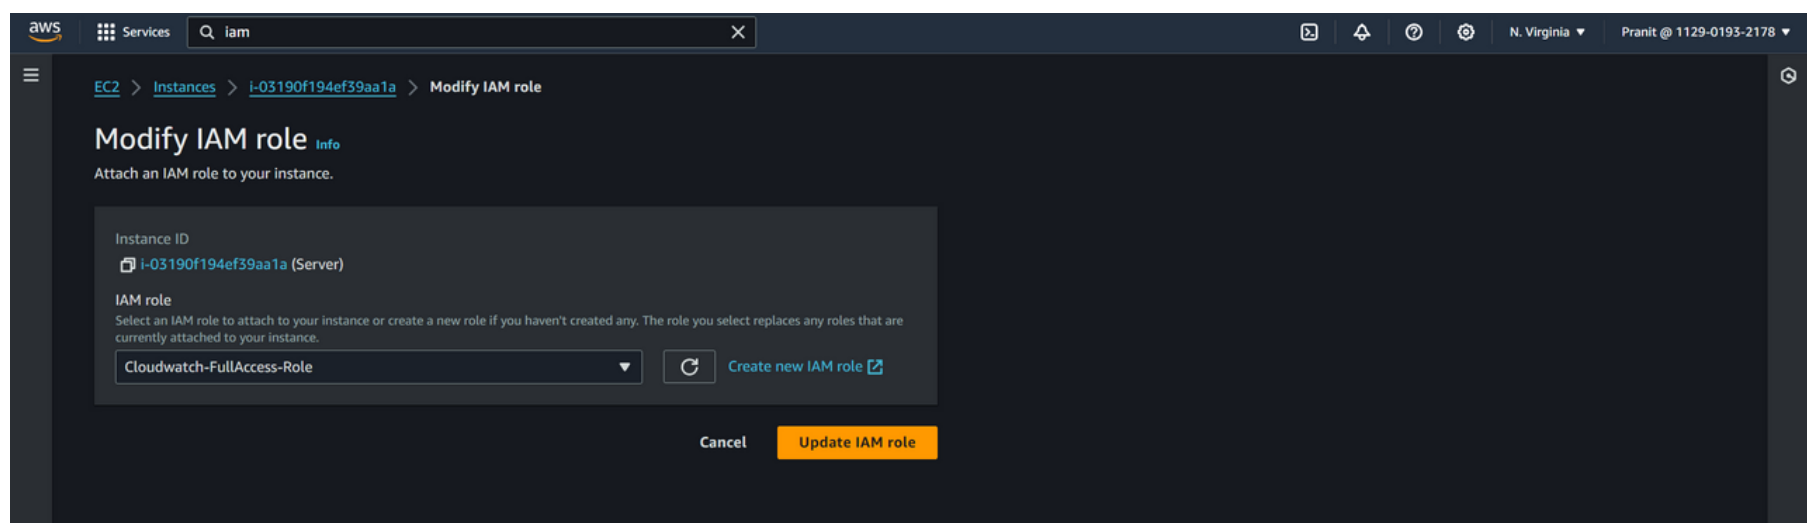 aws Services iam N. Virginia Pranit @ 1129-0193-2178
EC2 > Instances > i-03190f194ef39aa1a > Modify IAM role
Modify IAM role Info
Attach an IAM role to your instance.
Instance ID
i-03190f194ef39aa1a (Server)
IAM role
Select an IAM role to attach to your instance or create a new role if you haven't created any. The role you select replaces any roles that are
currently attached to your instance.
Cloudwatch-FullAccess-Role Create new IAM role
Cancel Update IAM role